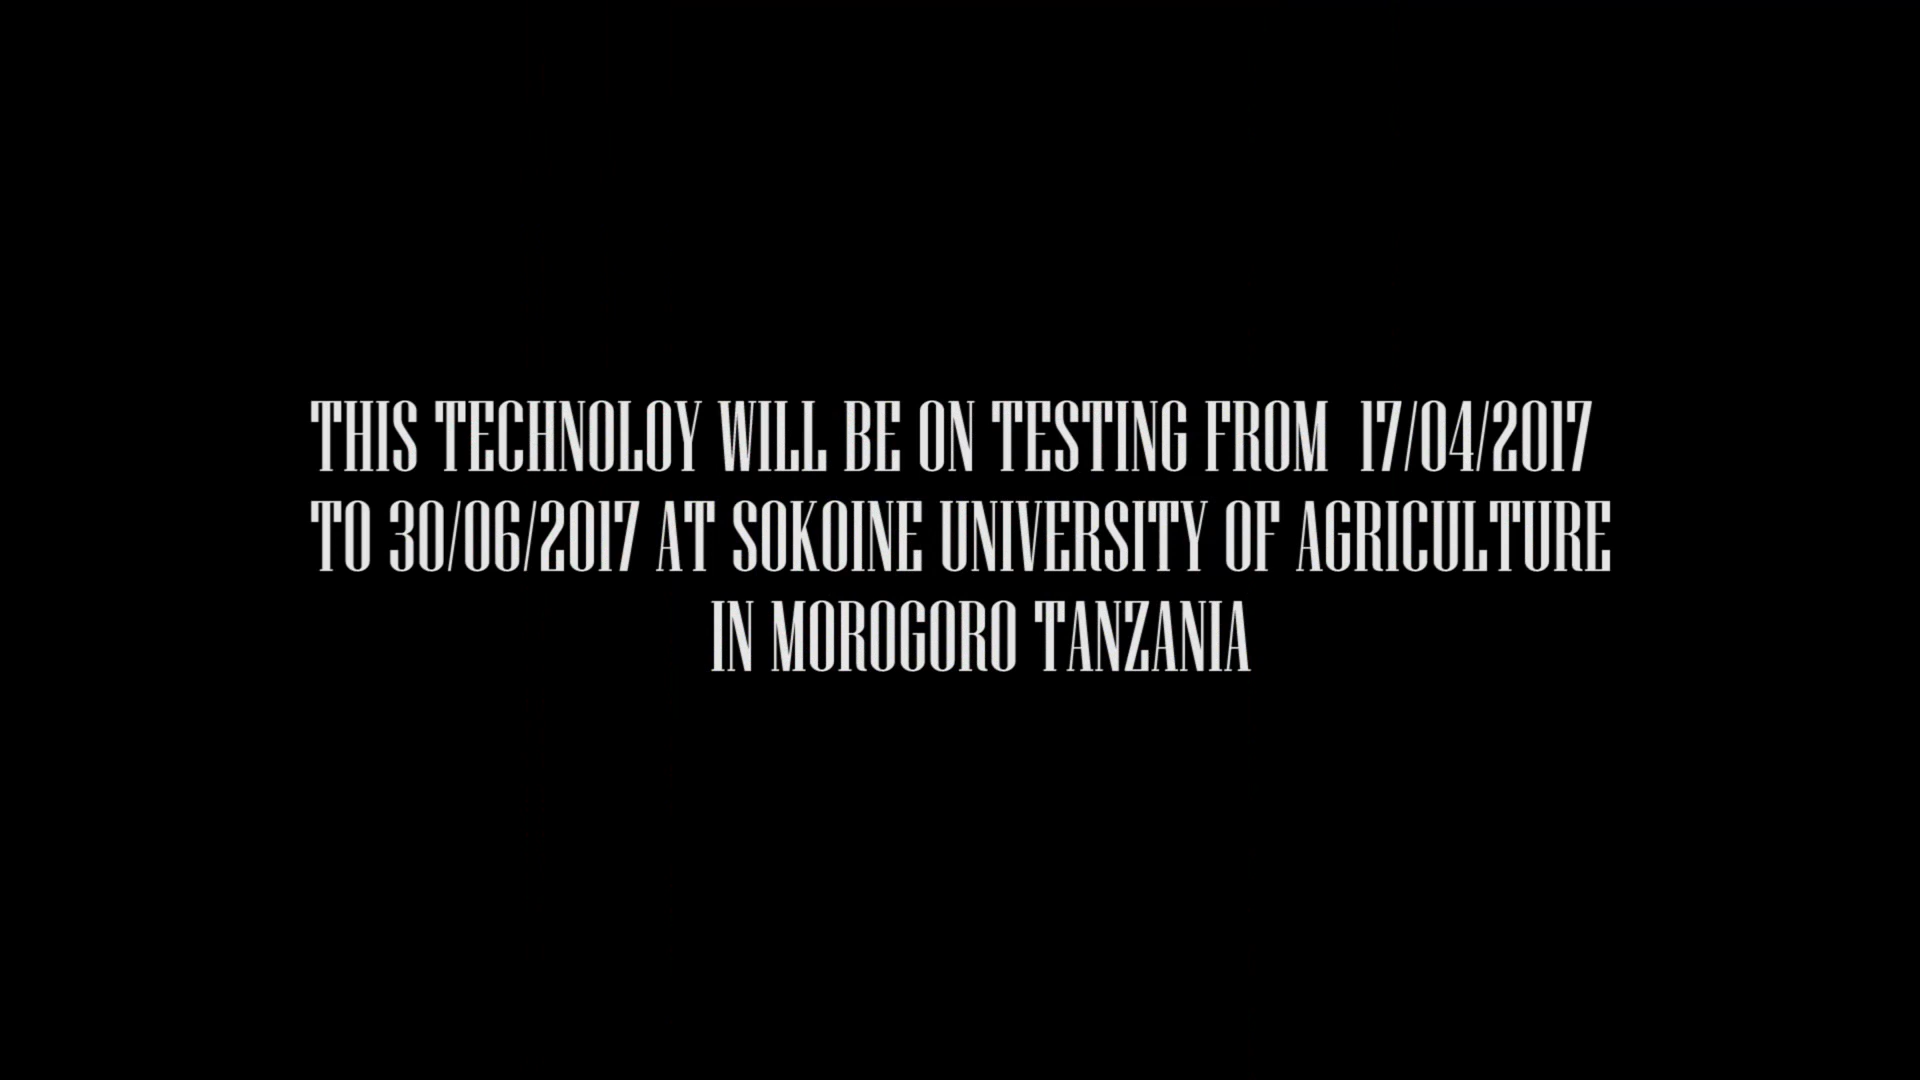 THIS TECHNOLOY WILL BE ON TESTING FROM  17/04/2017
TO 30/06/2017 AT SOKOINE UNIVERSITY OF AGRICULTURE
IN MOROGORO TANZANIA